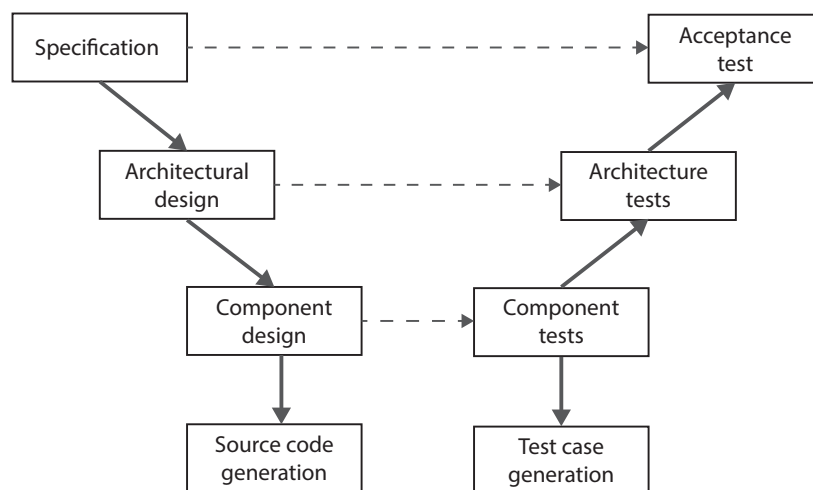 Specification
Acceptance
test
Architectural
design
Architecture
tests
Component
design
Component
tests
Source code
generation
Test case
generation